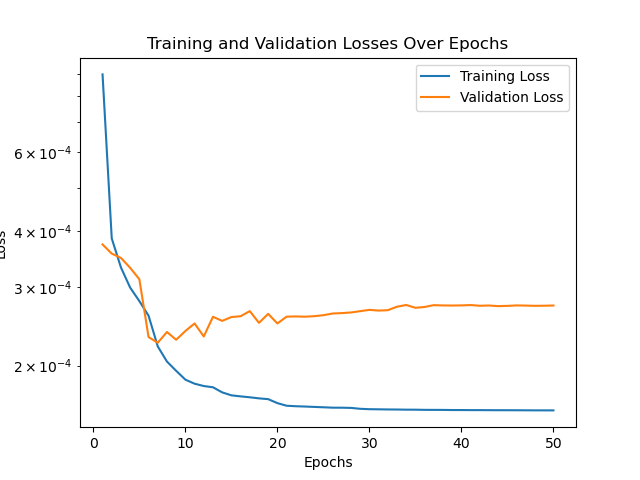 Training and Validation Losses Over Epochs
Training Loss
Validation Loss
6 × 10⁻⁴
4 × 10⁻⁴
3 × 10⁻⁴
2 × 10⁻⁴
Loss
0 10 20 30 40 50
Epochs